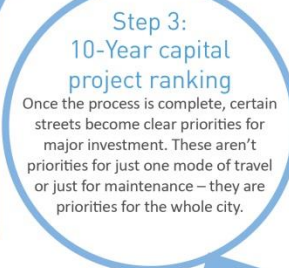 Step 3:
10-Year capital
project ranking
Once the process is complete, certain
streets become clear priorities for
major investment. These aren't
priorities for just one mode of travel
or just for maintenance – they are
priorities for the whole city.